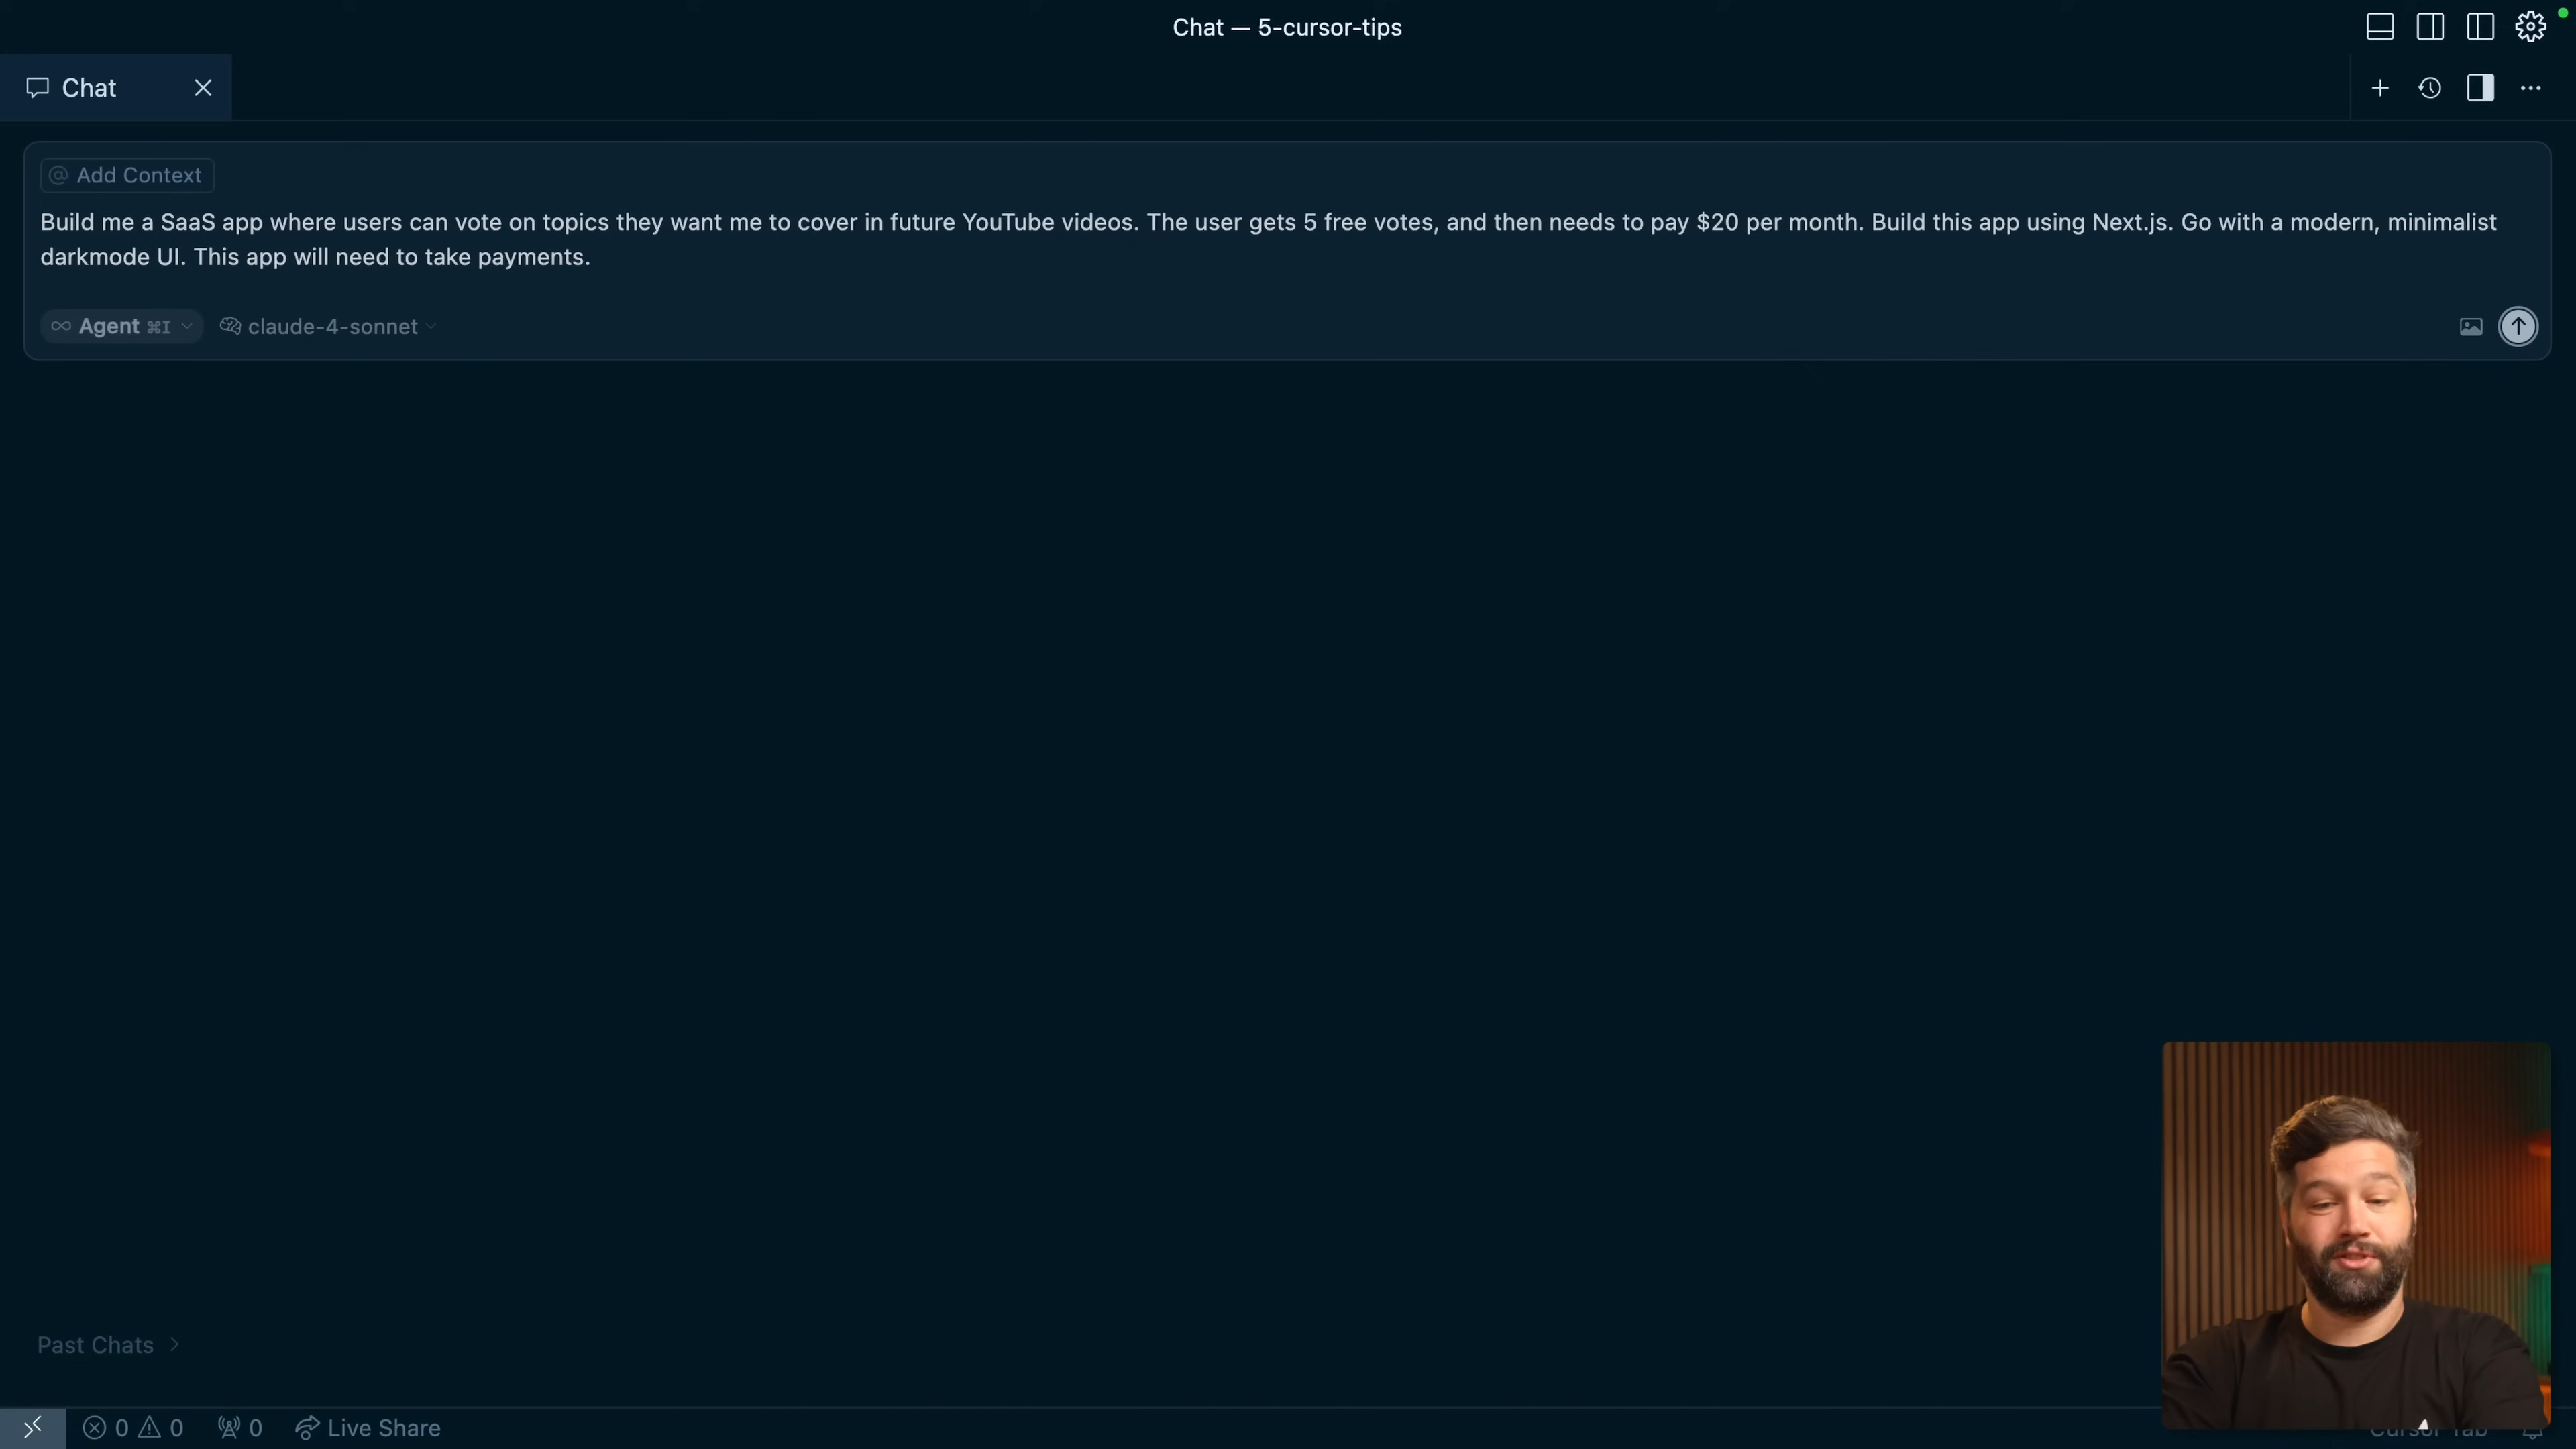 Chat — 5-cursor-tips
Chat
@ Add Context
Build me a SaaS app where users can vote on topics they want me to cover in future YouTube videos. The user gets 5 free votes, and then needs to pay $20 per month. Build this app using Next.js. Go with a modern, minimalist
darkmode UI. This app will need to take payments.
Agent ⌘I claude-4-sonnet
Past Chats
0 0 0 Live Share Cursor Tab